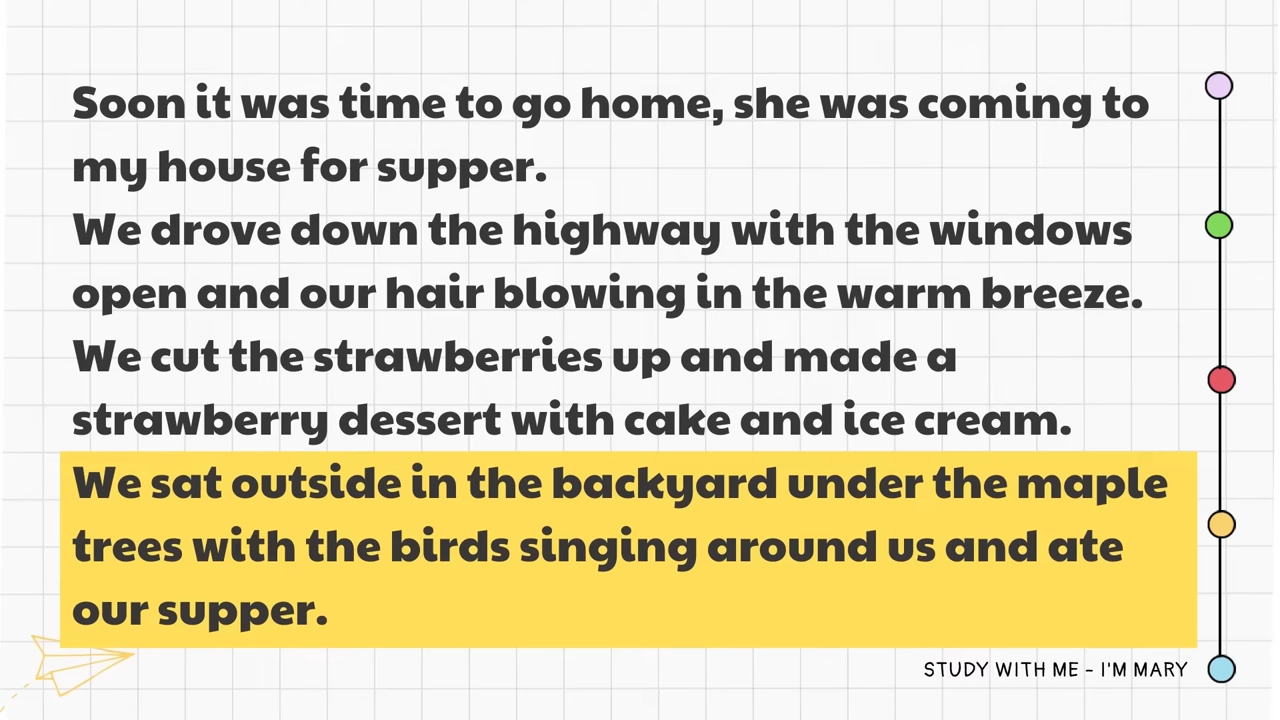 Soon it was time to go home, she was coming to
my house for supper.
We drove down the highway with the windows
open and our hair blowing in the warm breeze.
We cut the strawberries up and made a
strawberry dessert with cake and ice cream.
We sat outside in the backyard under the maple
trees with the birds singing around us and ate
our supper.
STUDY WITH ME - I'M MARY